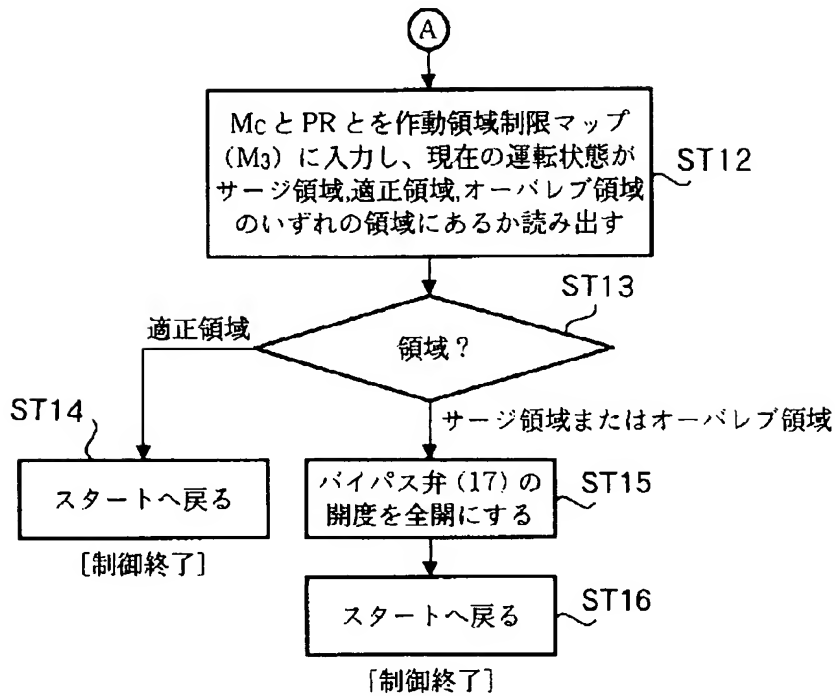 A
McとPRとを作動領域制限マップ
（M3）に入力し、現在の運転状態が
サージ領域,適正領域,オーバレブ領域
のいずれの領域にあるか読み出す
ST12
ST13
適正領域
領域？
ST14
サージ領域またはオーバレブ領域
スタートへ戻る
バイパス弁（17）の
開度を全開にする
ST15
［制御終了］
スタートへ戻る
ST16
［制御終了］